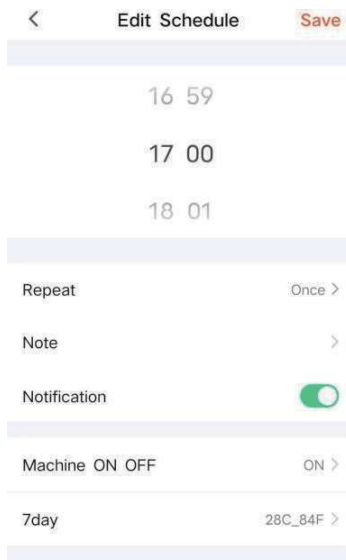 Edit Schedule Save
16 59
17 00
18 01
Repeat Once
Note
Notification
Machine ON OFF ON
7day 28C_84F